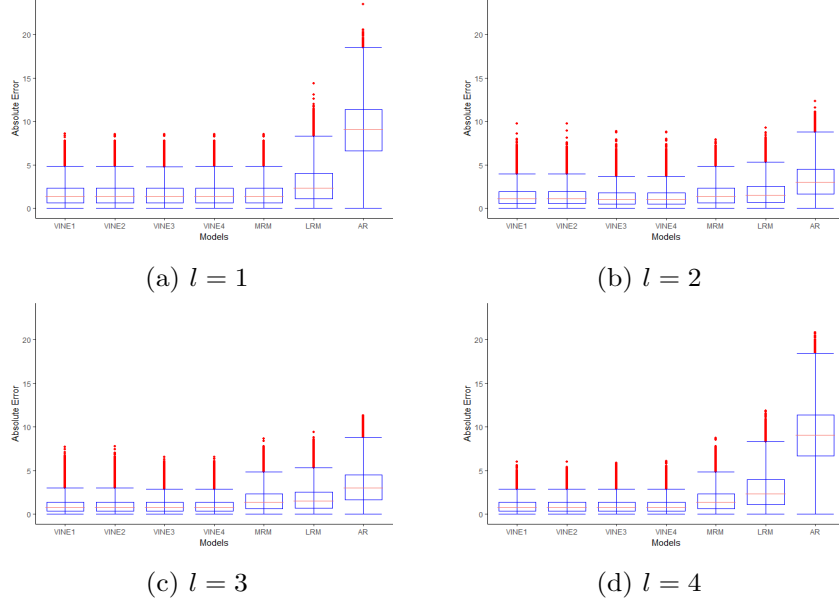 20
15
10
5
0
Absolute Error
VINE1 VINE2 VINE3 VINE4 MRM LRM AR
Models
(a) l = 1
20
15
10
5
0
Absolute Error
VINE1 VINE2 VINE3 VINE4 MRM LRM AR
Models
(b) l = 2
20
15
10
5
0
Absolute Error
VINE1 VINE2 VINE3 VINE4 MRM LRM AR
Models
(c) l = 3
20
15
10
5
0
Absolute Error
VINE1 VINE2 VINE3 VINE4 MRM LRM AR
Models
(d) l = 4